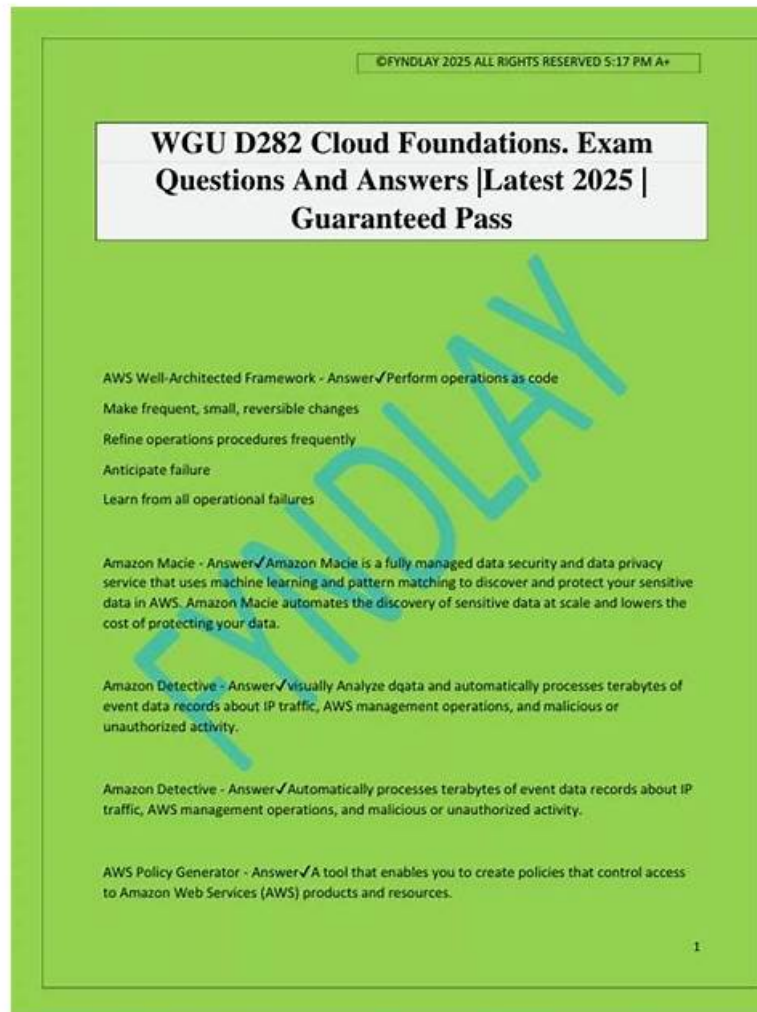 ©FYNDLAY 2025 ALL RIGHTS RESERVED 5:17 PM A+
WGU D282 Cloud Foundations. Exam
Questions And Answers |Latest 2025 |
Guaranteed Pass
AWS Well-Architected Framework - Answer✓Perform operations as code
Make frequent, small, reversible changes
Refine operations procedures frequently
Anticipate failure
Learn from all operational failures
Amazon Macie - Answer✓Amazon Macie is a fully managed data security and data privacy
service that uses machine learning and pattern matching to discover and protect your sensitive
data in AWS. Amazon Macie automates the discovery of sensitive data at scale and lowers the
cost of protecting your data.
Amazon Detective - Answer✓visually Analyze dqata and automatically processes terabytes of
event data records about IP traffic, AWS management operations, and malicious or
unauthorized activity.
Amazon Detective - Answer✓Automatically processes terabytes of event data records about IP
traffic, AWS management operations, and malicious or unauthorized activity.
AWS Policy Generator - Answer✓A tool that enables you to create policies that control access
to Amazon Web Services (AWS) products and resources.
1
FYNDLAY